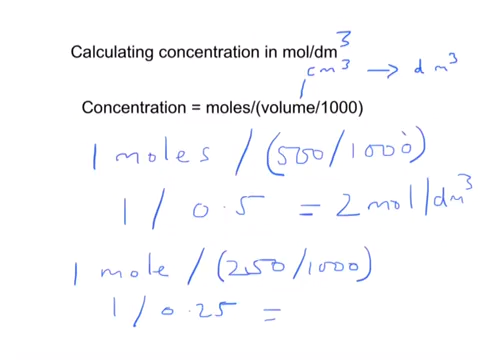 Calculating concentration in mol/dm³
cm³ → dm³
Concentration = moles/(volume/1000)
1 moles / (500/1000)
1 / 0.5 = 2 mol/dm³
1 mole / (250/1000)
1 / 0.25 =